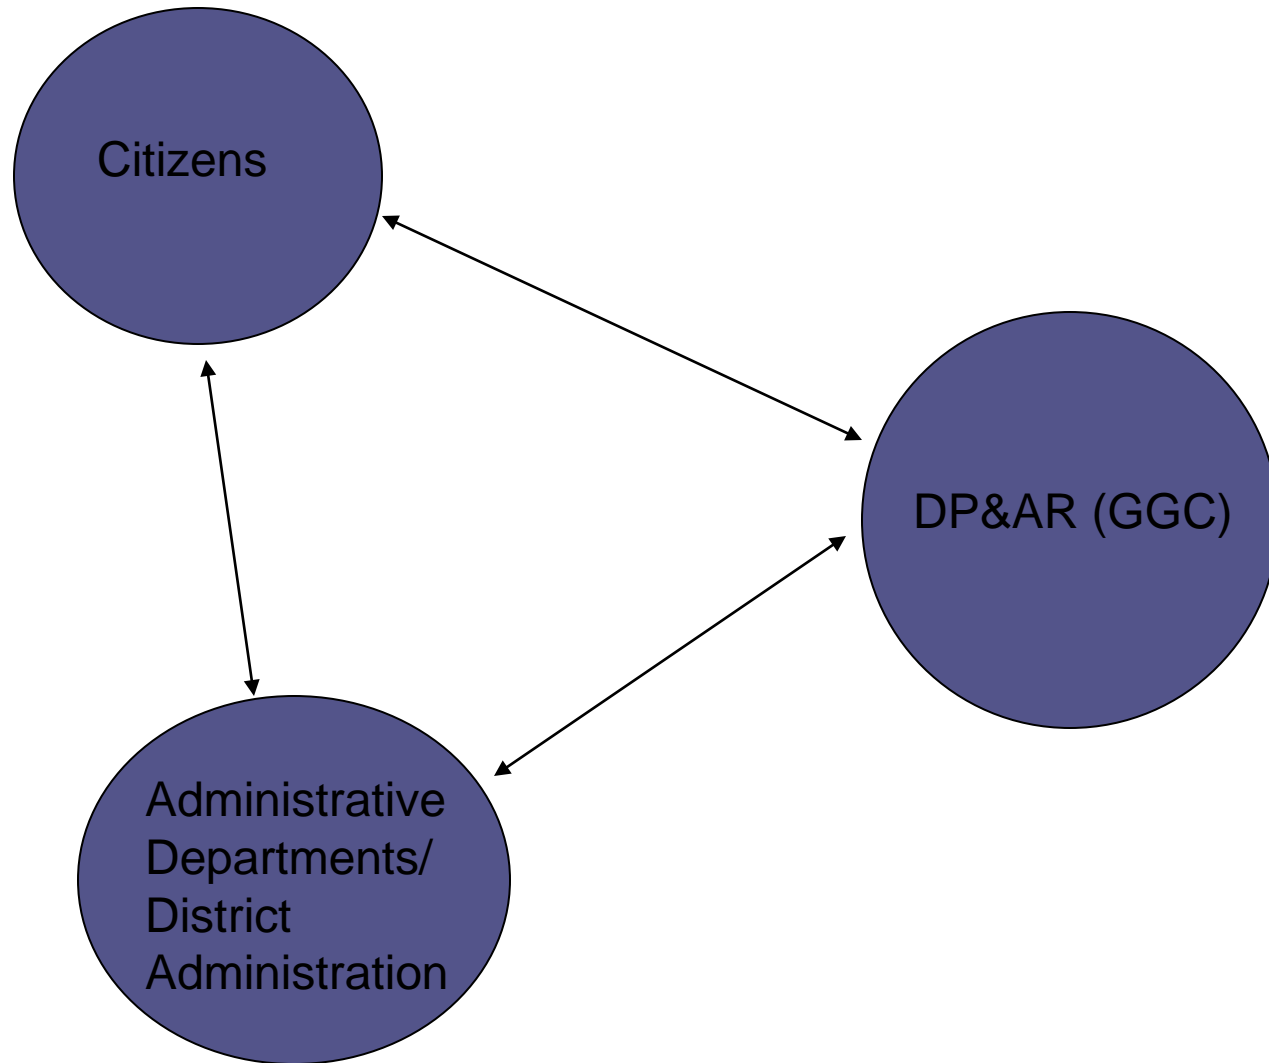 Citizens
DP&AR (GGC)
Administrative
Departments/
District
Administration